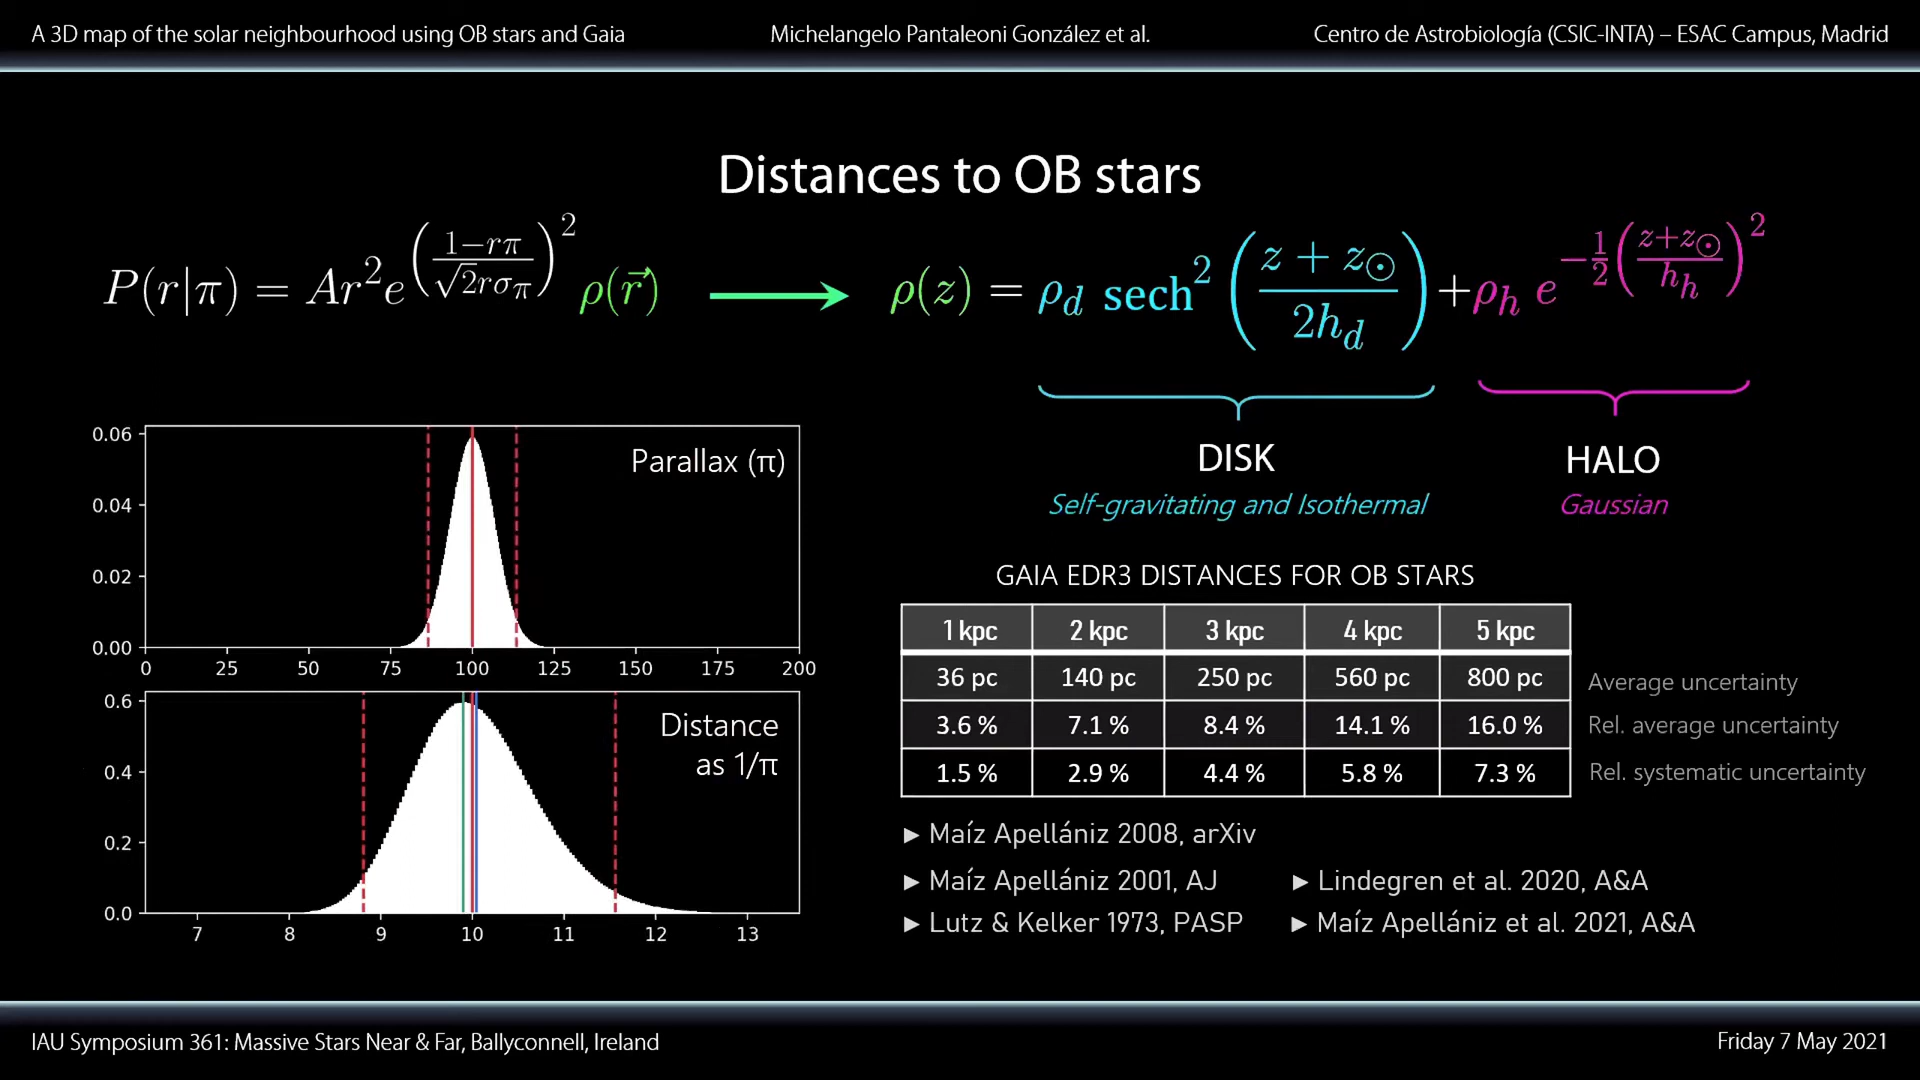 A 3D map of the solar neighbourhood using OB stars and Gaia
Michelangelo Pantaleoni González et al.
Centro de Astrobiología (CSIC-INTA) – ESAC Campus, Madrid
Distances to OB stars
P(r|π) = Ar²e^((1−rπ)/(√2rσ_π))² ρ(r⃗)
ρ(z) = ρ_d sech²((z + z_⊙)/(2h_d)) + ρ_h e^(−½((z+z_⊙)/h_h)²)
DISK
Self-gravitating and Isothermal
HALO
Gaussian
Parallax (π)
0.06
0.04
0.02
0.00
0 25 50 75 100 125 150 175 200
Distance
as 1/π
0.6
0.4
0.2
0.0
7 8 9 10 11 12 13
GAIA EDR3 DISTANCES FOR OB STARS
1 kpc 2 kpc 3 kpc 4 kpc 5 kpc
36 pc 140 pc 250 pc 560 pc 800 pc Average uncertainty
3.6 % 7.1 % 8.4 % 14.1 % 16.0 % Rel. average uncertainty
1.5 % 2.9 % 4.4 % 5.8 % 7.3 % Rel. systematic uncertainty
► Maíz Apellániz 2008, arXiv
► Maíz Apellániz 2001, AJ
► Lutz & Kelker 1973, PASP
► Lindegren et al. 2020, A&A
► Maíz Apellániz et al. 2021, A&A
IAU Symposium 361: Massive Stars Near & Far, Ballyconnell, Ireland
Friday 7 May 2021